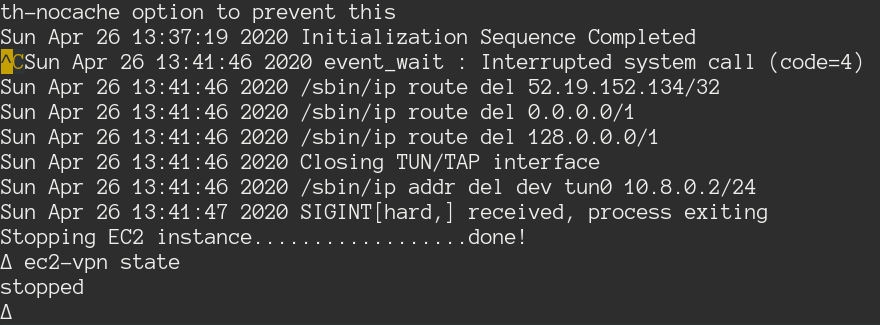 th-nocache option to prevent this
Sun Apr 26 13:37:19 2020 Initialization Sequence Completed
^CSun Apr 26 13:41:46 2020 event_wait : Interrupted system call (code=4)
Sun Apr 26 13:41:46 2020 /sbin/ip route del 52.19.152.134/32
Sun Apr 26 13:41:46 2020 /sbin/ip route del 0.0.0.0/1
Sun Apr 26 13:41:46 2020 /sbin/ip route del 128.0.0.0/1
Sun Apr 26 13:41:46 2020 Closing TUN/TAP interface
Sun Apr 26 13:41:46 2020 /sbin/ip addr del dev tun0 10.8.0.2/24
Sun Apr 26 13:41:47 2020 SIGINT[hard,] received, process exiting
Stopping EC2 instance..................done!
Δ ec2-vpn state
stopped
Δ